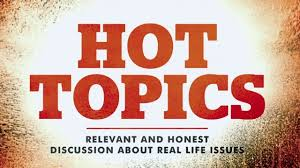 HOT
TOPICS
RELEVANT AND HONEST
DISCUSSION ABOUT REAL LIFE ISSUES